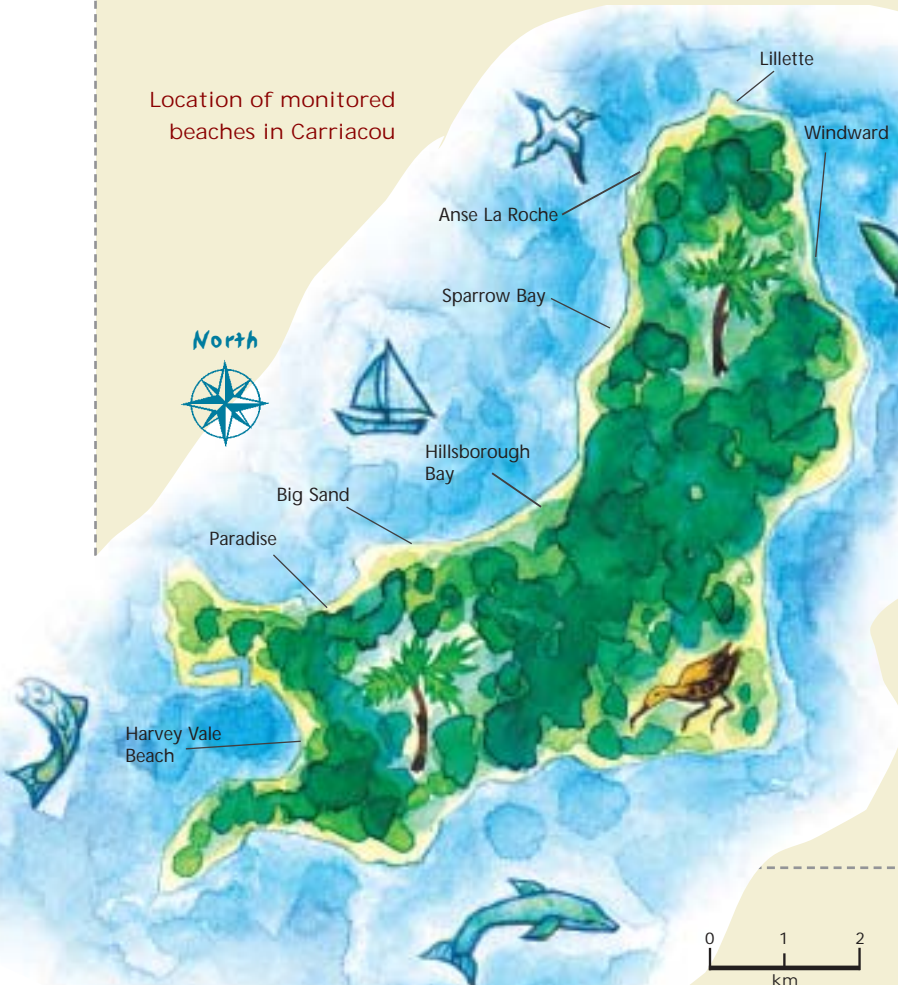 Location of monitored
beaches in Carriacou
Lillette
Windward
Anse La Roche
Sparrow Bay
North
Hillsborough
Bay
Big Sand
Paradise
Harvey Vale
Beach
0 1 2
km